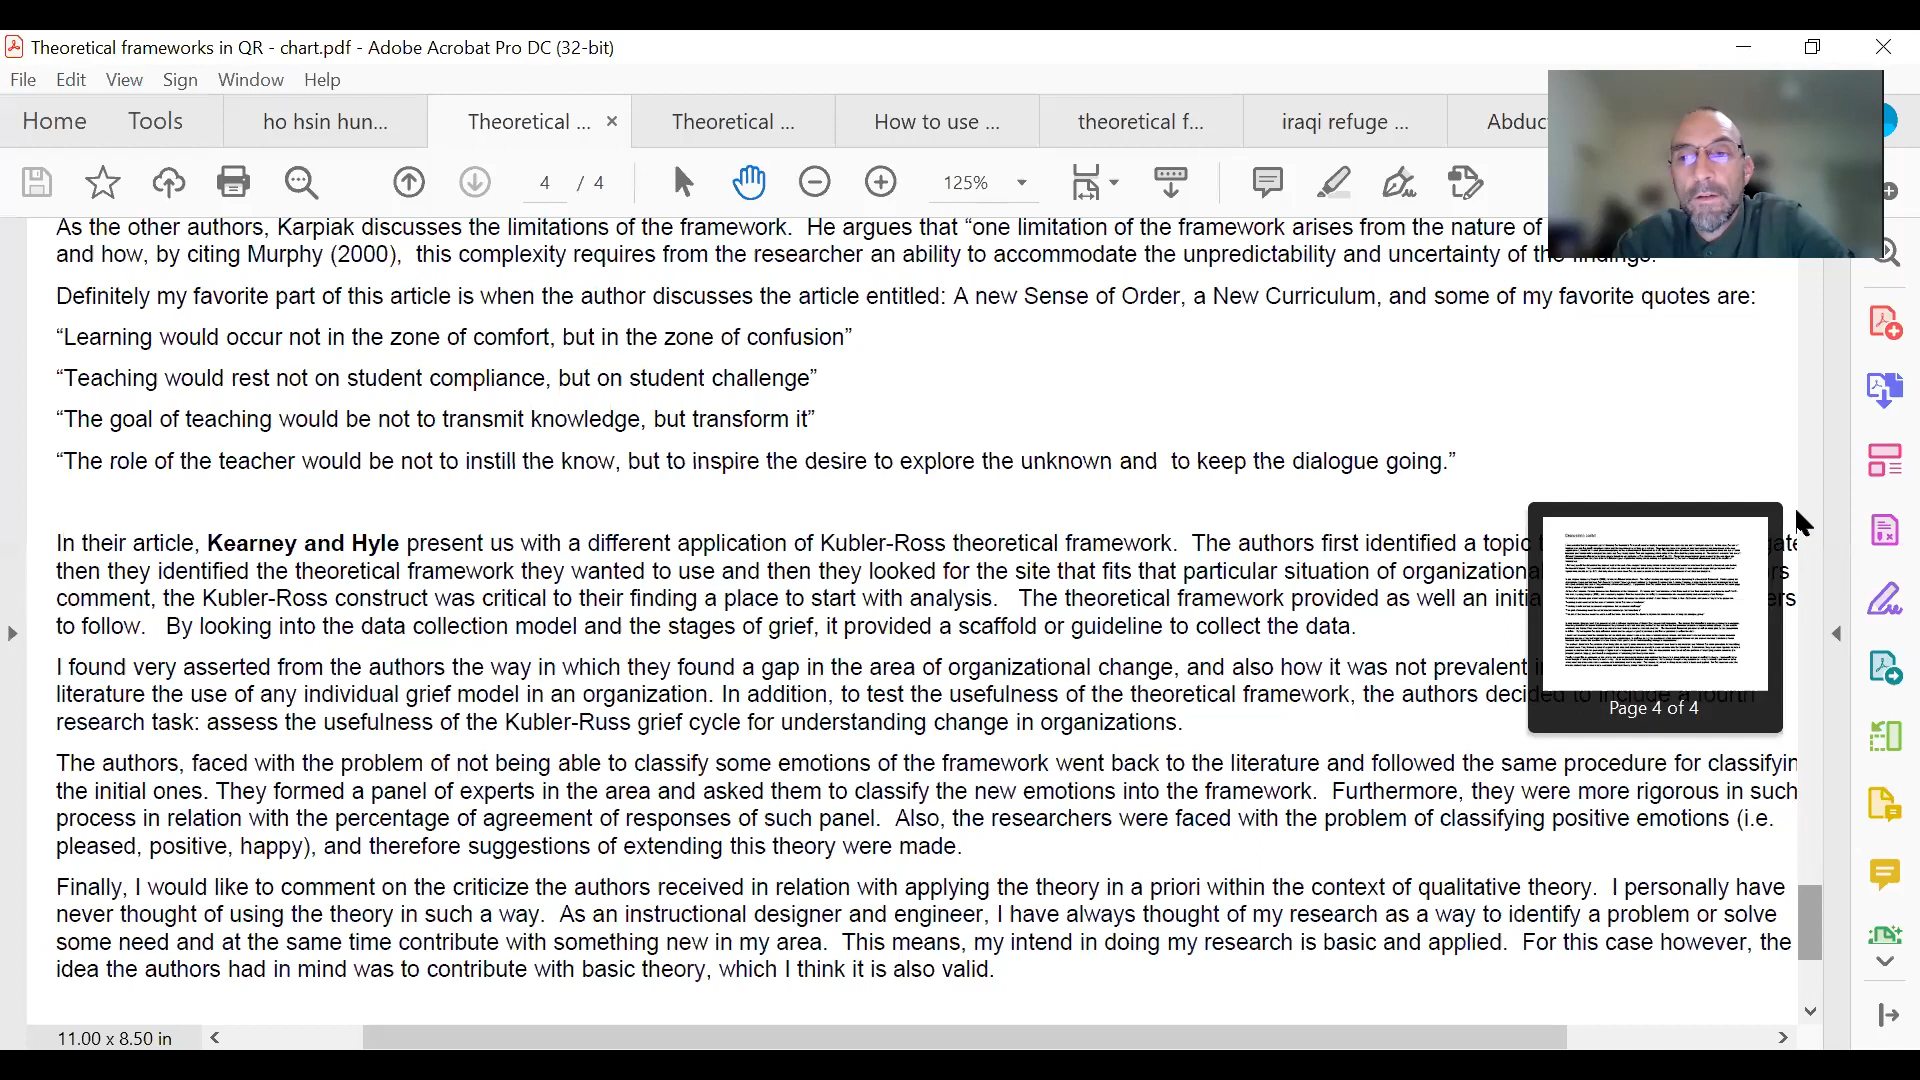 Theoretical frameworks in QR - chart.pdf - Adobe Acrobat Pro DC (32-bit)
File Edit View Sign Window Help
Home Tools ho hsin hun... Theoretical ... × Theoretical ... How to use ... theoretical f... iraqi refuge ... Abduc
4 / 4 125%
As the other authors, Karpiak discusses the limitations of the framework. He argues that “one limitation of the framework arises from the nature of
and how, by citing Murphy (2000), this complexity requires from the researcher an ability to accommodate the unpredictability and uncertainty of the findings.
Definitely my favorite part of this article is when the author discusses the article entitled: A new Sense of Order, a New Curriculum, and some of my favorite quotes are:
“Learning would occur not in the zone of comfort, but in the zone of confusion”
“Teaching would rest not on student compliance, but on student challenge”
“The goal of teaching would be not to transmit knowledge, but transform it”
“The role of the teacher would be not to instill the know, but to inspire the desire to explore the unknown and to keep the dialogue going.”
In their article, Kearney and Hyle present us with a different application of Kubler-Ross theoretical framework. The authors first identified a topic
then they identified the theoretical framework they wanted to use and then they looked for the site that fits that particular situation of organizational
comment, the Kubler-Ross construct was critical to their finding a place to start with analysis. The theoretical framework provided as well an initia
to follow. By looking into the data collection model and the stages of grief, it provided a scaffold or guideline to collect the data.
I found very asserted from the authors the way in which they found a gap in the area of organizational change, and also how it was not prevalent i
literature the use of any individual grief model in an organization. In addition, to test the usefulness of the theoretical framework, the authors decided to include a fourth
research task: assess the usefulness of the Kubler-Russ grief cycle for understanding change in organizations.
Page 4 of 4
The authors, faced with the problem of not being able to classify some emotions of the framework went back to the literature and followed the same procedure for classifyin
the initial ones. They formed a panel of experts in the area and asked them to classify the new emotions into the framework. Furthermore, they were more rigorous in such
process in relation with the percentage of agreement of responses of such panel. Also, the researchers were faced with the problem of classifying positive emotions (i.e.
pleased, positive, happy), and therefore suggestions of extending this theory were made.
Finally, I would like to comment on the criticize the authors received in relation with applying the theory in a priori within the context of qualitative theory. I personally have
never thought of using the theory in such a way. As an instructional designer and engineer, I have always thought of my research as a way to identify a problem or solve
some need and at the same time contribute with something new in my area. This means, my intend in doing my research is basic and applied. For this case however, the
idea the authors had in mind was to contribute with basic theory, which I think it is also valid.
11.00 x 8.50 in